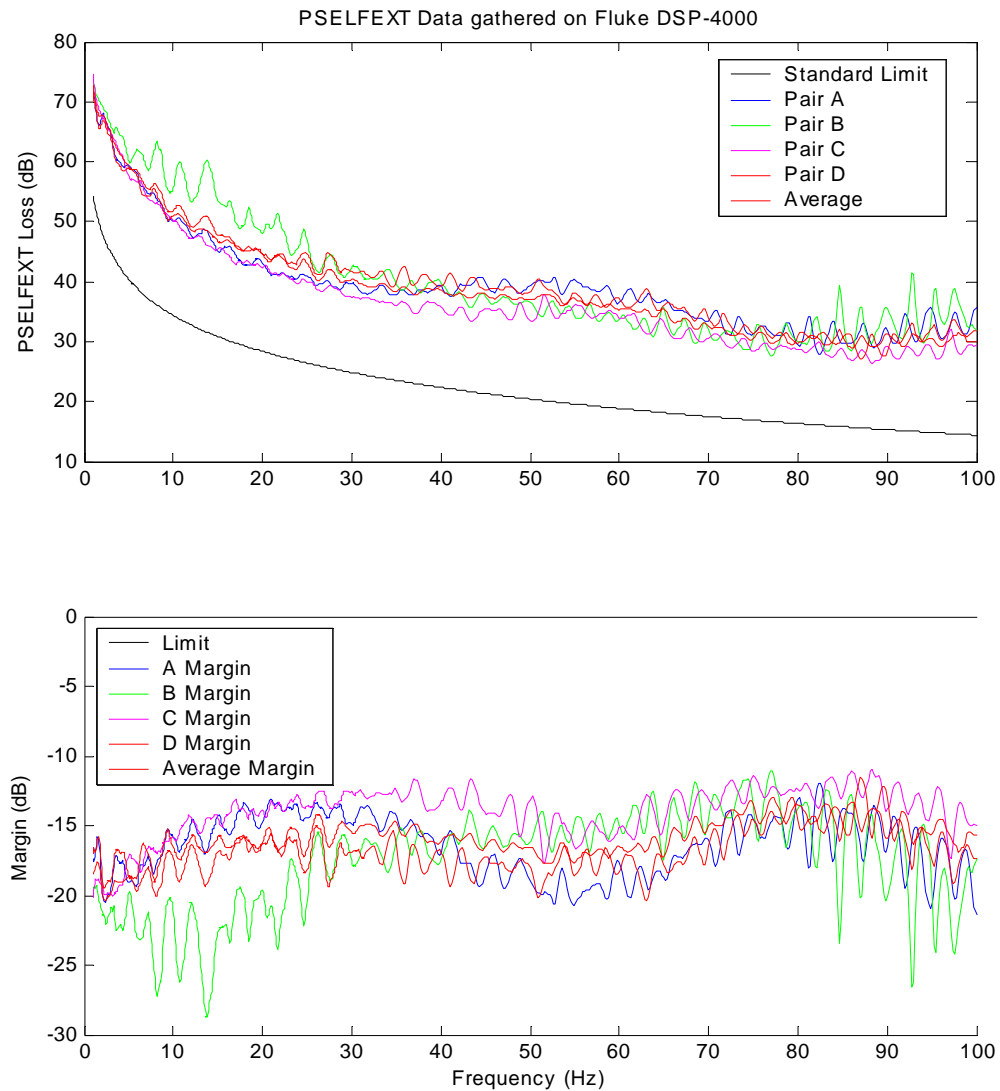 PSELFEXT Data gathered on Fluke DSP-4000
80
70
60
50
40
30
20
10
PSELFEXT Loss (dB)
Standard Limit
Pair A
Pair B
Pair C
Pair D
Average
0 10 20 30 40 50 60 70 80 90 100
0
-5
-10
-15
-20
-25
-30
Margin (dB)
Limit
A Margin
B Margin
C Margin
D Margin
Average Margin
0 10 20 30 40 50 60 70 80 90 100
Frequency (Hz)